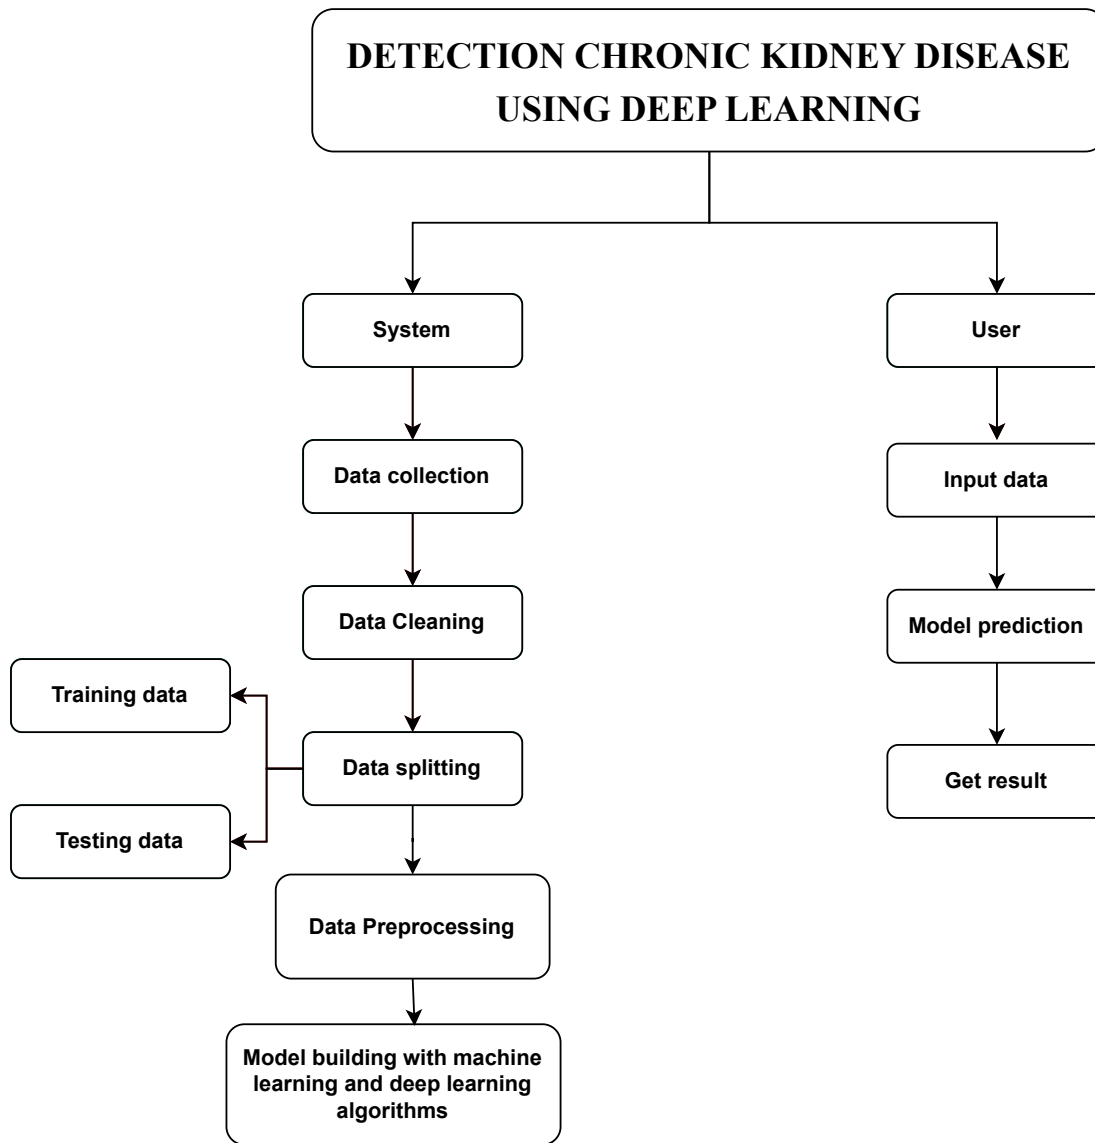 DETECTION CHRONIC KIDNEY DISEASE
USING DEEP LEARNING
System
User
Data collection
Input data
Data Cleaning
Model prediction
Training data
Data splitting
Get result
Testing data
Data Preprocessing
Model building with machine
learning and deep learning
algorithms